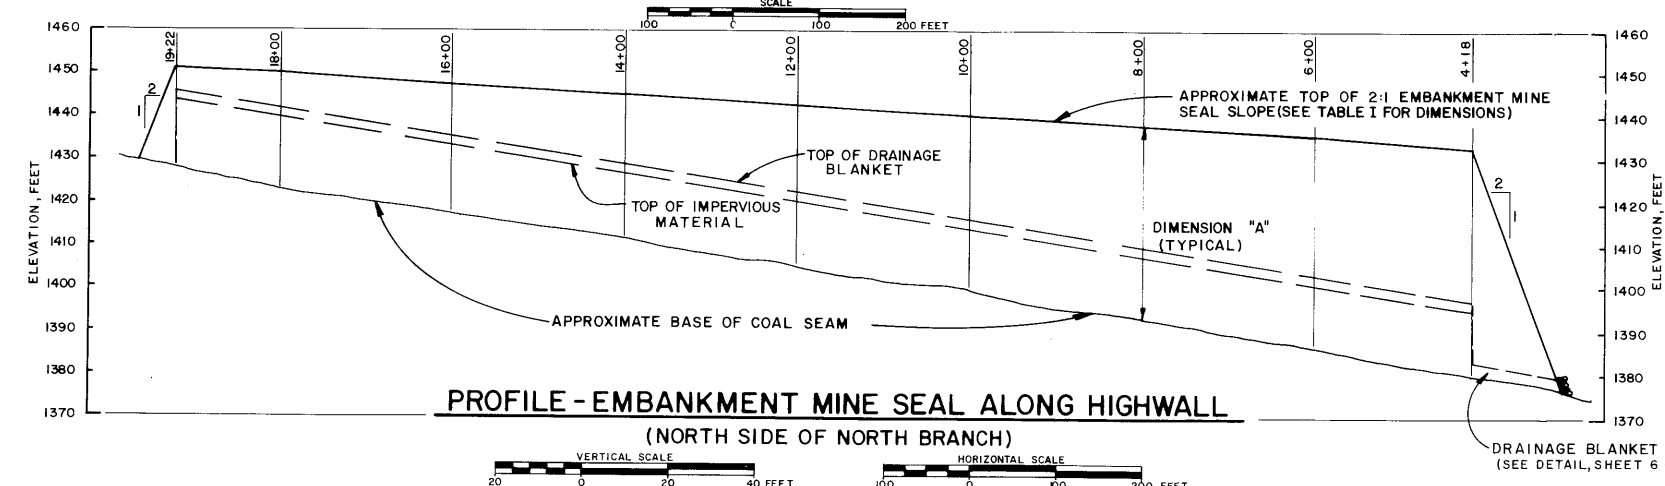 SCALE
100 0 100 200 FEET
1460
1450
1440
1430
1420
1410
1400
1390
1380
1370
ELEVATION, FEET
19+22
18+00
16+00
14+00
12+00
10+00
8+00
6+00
4+18
1460
1450
1440
1430
1420
1410
1400
1390
1380
1370
ELEVATION, FEET
2
1
APPROXIMATE TOP OF 2:1 EMBANKMENT MINE
SEAL SLOPE (SEE TABLE I FOR DIMENSIONS)
TOP OF DRAINAGE
BLANKET
TOP OF IMPERVIOUS
MATERIAL
DIMENSION "A"
(TYPICAL)
2
1
APPROXIMATE BASE OF COAL SEAM
PROFILE - EMBANKMENT MINE SEAL ALONG HIGHWALL
(NORTH SIDE OF NORTH BRANCH)
DRAINAGE BLANKET
(SEE DETAIL, SHEET 6
VERTICAL SCALE
20 0 20 40 FEET
HORIZONTAL SCALE
100 0 100 200 FEET